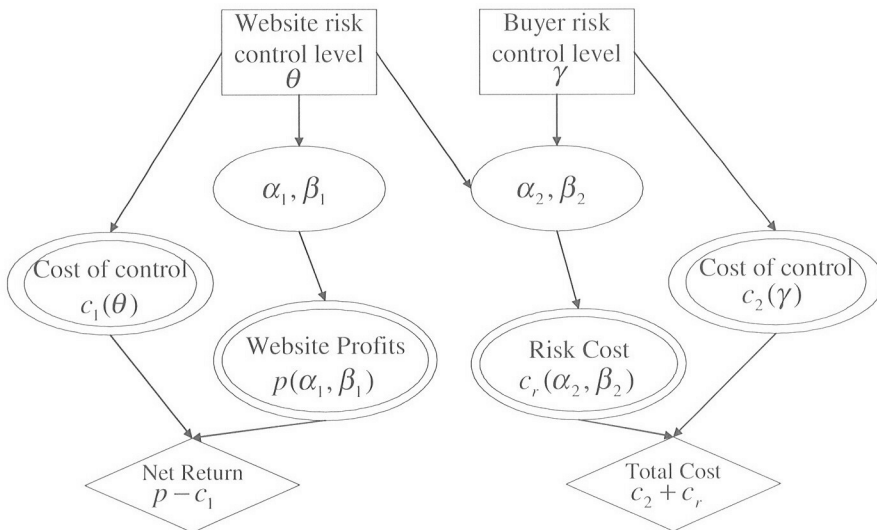 Website risk
control level
θ
Buyer risk
control level
γ
α₁, β₁
α₂, β₂
Cost of control
c₁(θ)
Cost of control
c₂(γ)
Website Profits
p(α₁, β₁)
Risk Cost
cᵣ(α₂, β₂)
Net Return
p − c₁
Total Cost
c₂ + cᵣ